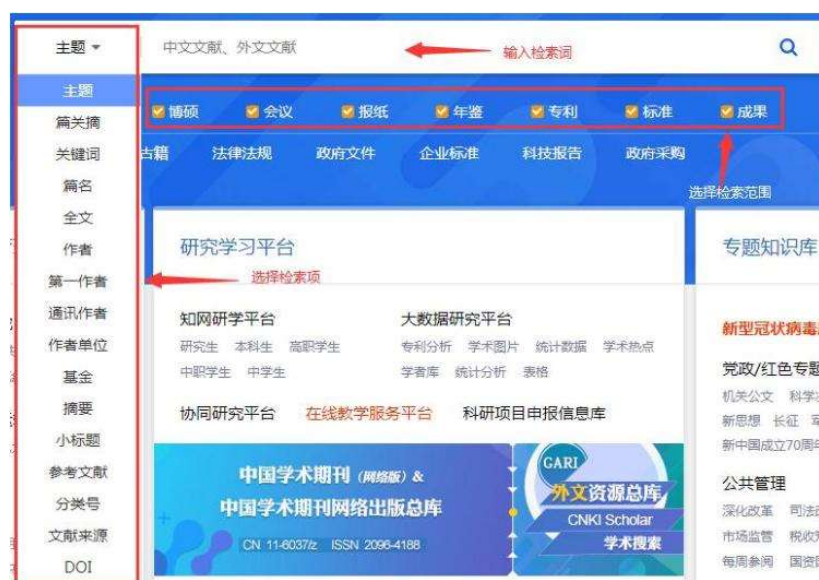 主题
中文文献、外文文献
输入检索词
主题
篇关摘
关键词
篇名
全文
作者
第一作者
通讯作者
作者单位
基金
摘要
小标题
参考文献
分类号
文献来源
DOI
博硕 会议 报纸 年鉴 专利 标准 成果
古籍 法律法规 政府文件 企业标准 科技报告 政府采购
选择检索范围
选择检索项
研究学习平台
知网研学平台
研究生 本科生 高职学生
中职学生 中学生
大数据研究平台
专利分析 学术图片 统计数据 学术热点
学者库 统计分析 表格
协同研究平台 在线教学服务平台 科研项目申报信息库
中国学术期刊(网络版)&
中国学术期刊网络出版总库
CN 11-6037/z ISSN 2096-4188
GARI
外文资源总库
CNKI Scholar
学术搜索
专题知识库
新型冠状病毒
党政/红色专题
机关公文 科学
新思想 长征
新中国成立70周年
公共管理
深化改革 司法
市场监管 税收
每周参阅 国资